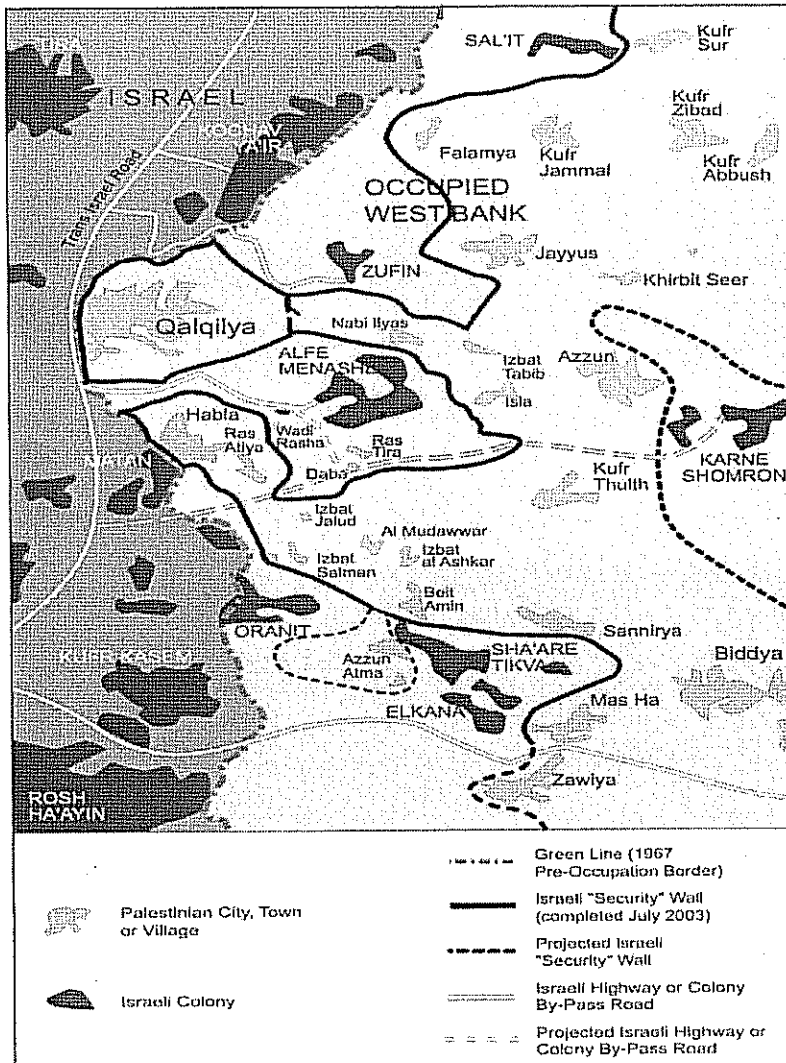 SAL'IT
Kufr
Sur
ISRAEL
Kufr
Zibad
KOCHAV
YAIR
Falamya
Kufr
Jammal
Kufr
Abbush
Trans Israel Road
OCCUPIED
WEST BANK
ZUFIN
Jayyus
Khirbit Seer
Qalqilya
Nabi Ilyas
ALFE
MENASHE
Izbat
Tabib
Azzun
Isla
Habla
Ras
Atiya
Wadi
Rasha
Ras
Tira
Daba
KARNE
SHOMRON
Kufr
Thulth
Izbat
Jalud
Al Mudawwar
Izbat
Salman
Izbat
al Ashkar
Beit
Amin
ORANIT
Sannirya
KUFR KASEM
SHA'ARE
TIKVA
Biddya
Azzun
Atma
ELKANA
Mas Ha
Zawiya
ROSH
HA'AYIN
Palestinian City, Town
or Village
Israeli Colony
Green Line (1967
Pre-Occupation Border)
Israeli "Security" Wall
(completed July 2003)
Projected Israeli
"Security" Wall
Israeli Highway or Colony
By-Pass Road
Projected Israeli Highway or
Colony By-Pass Road